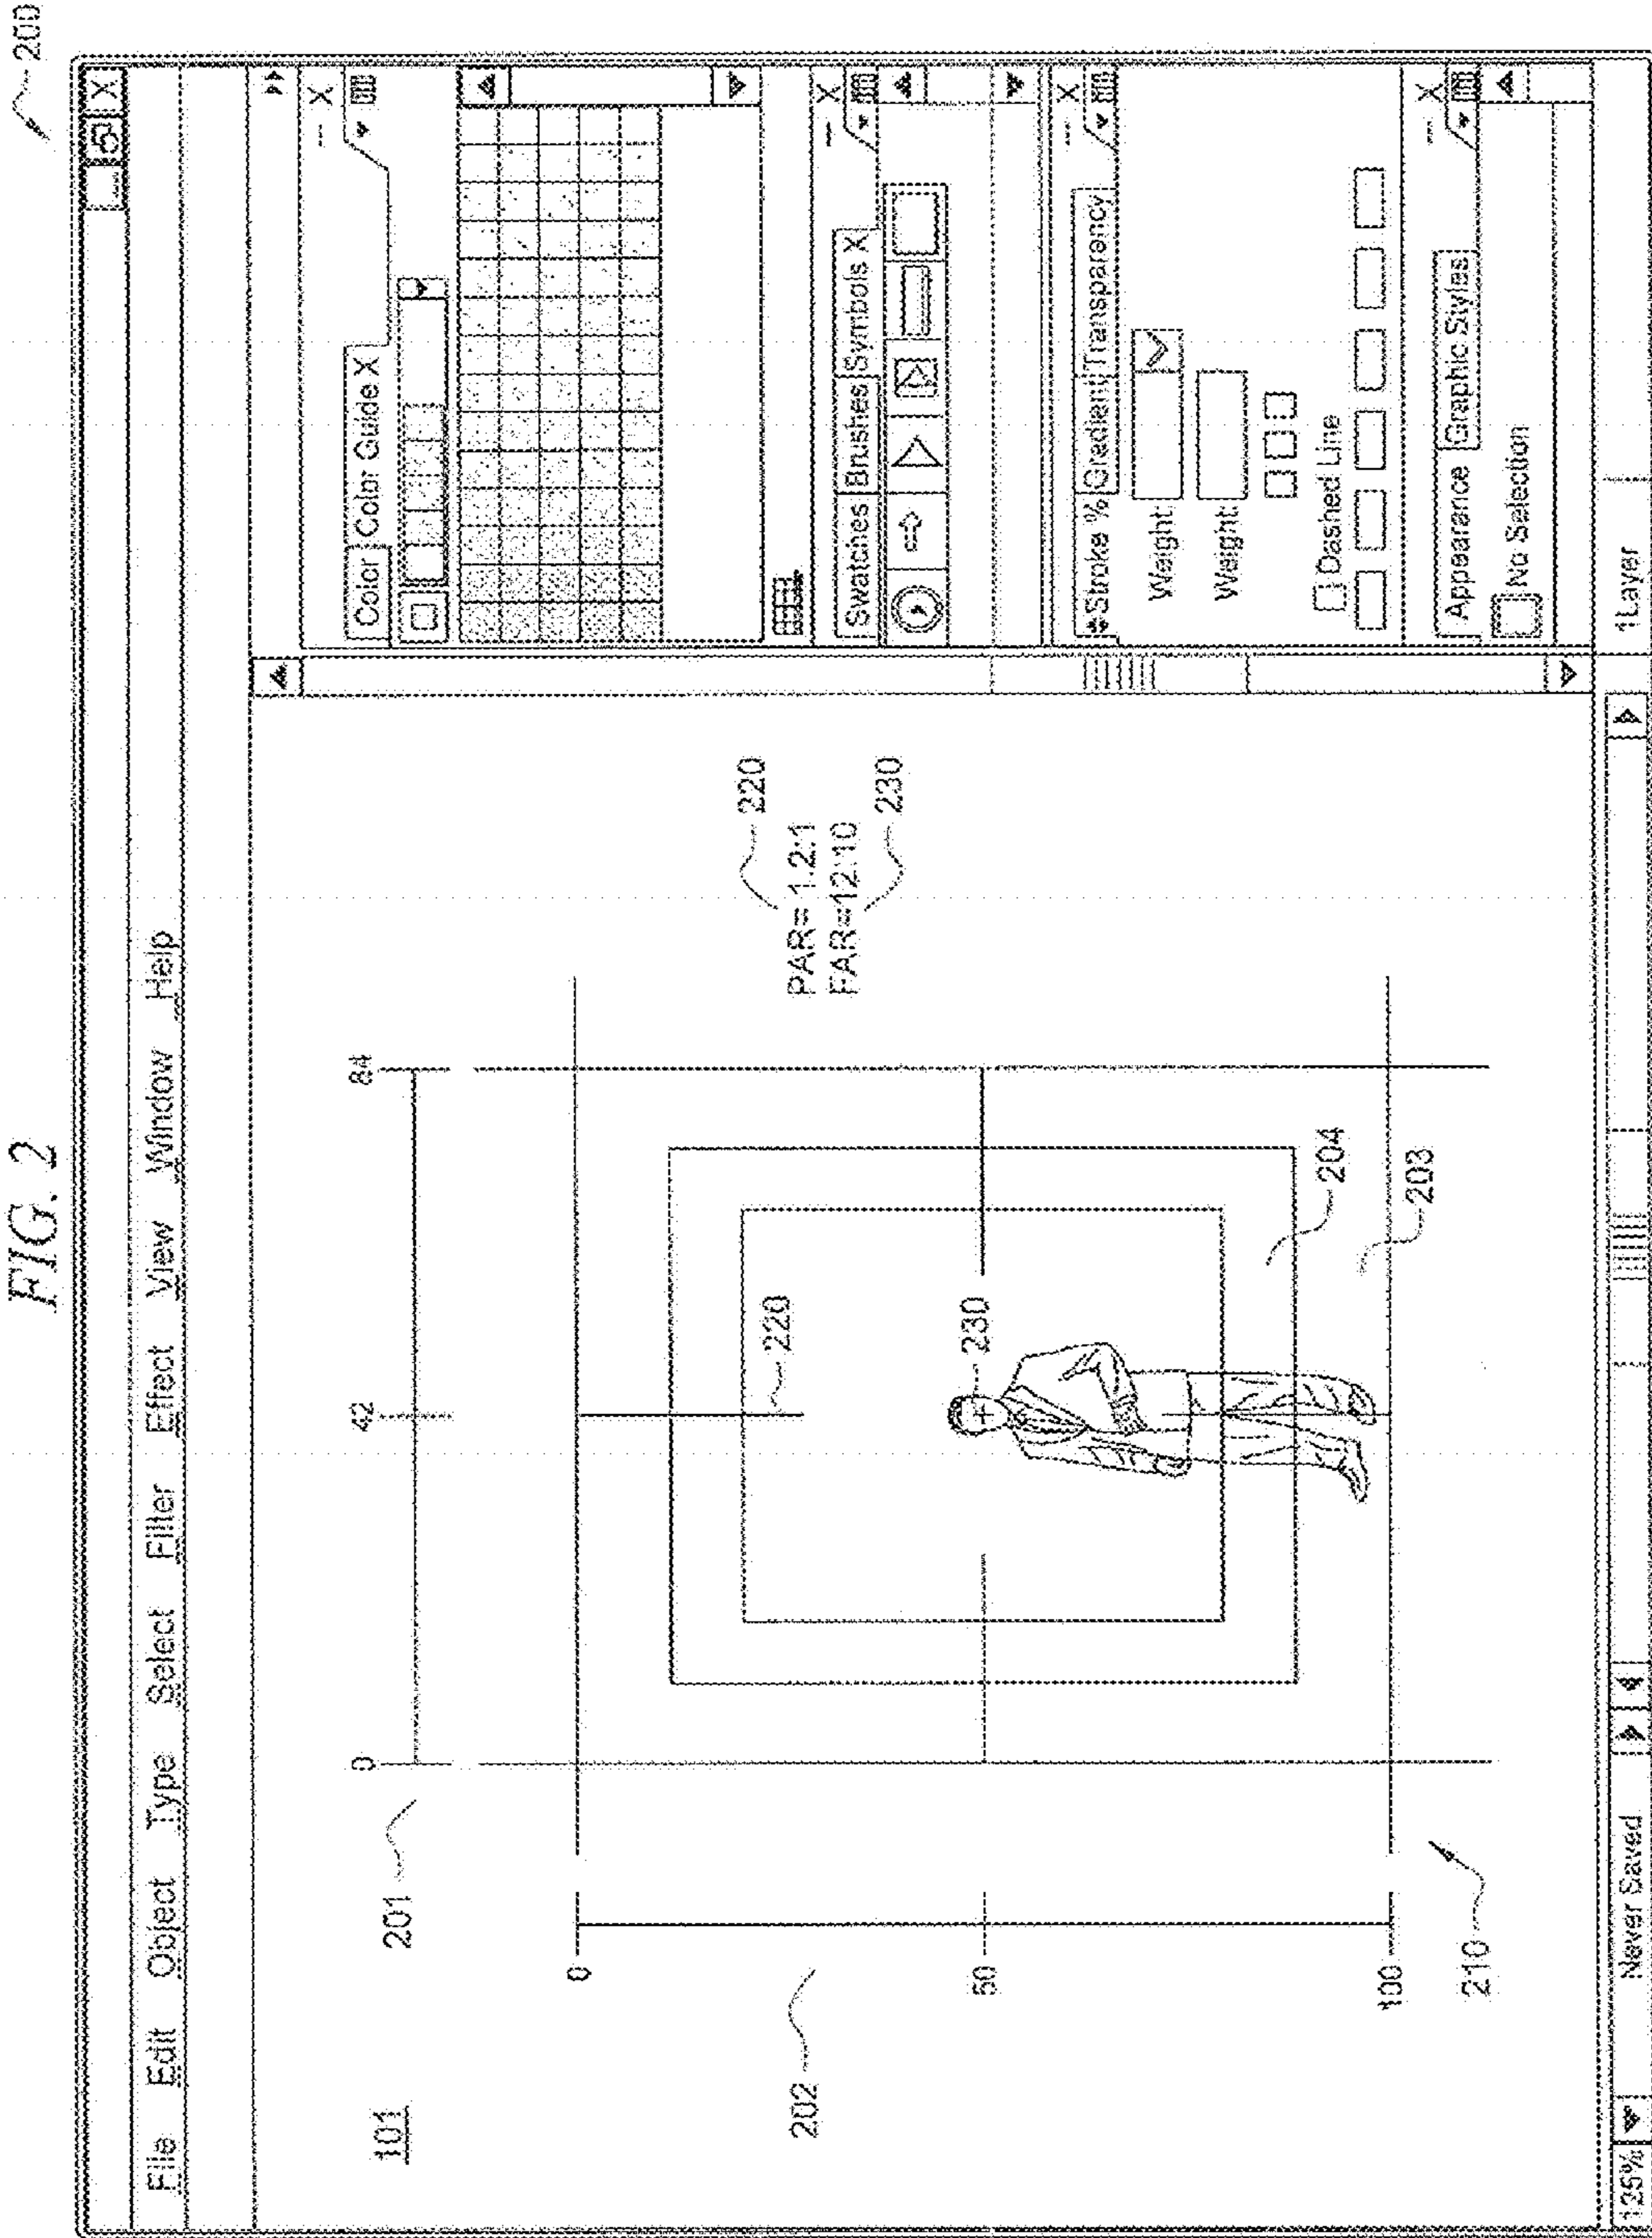 FIG. 2
200
File Edit Object Type Select Filter Effect View Window Help
101
201
0 42 84
202
0
50
100
210
220
230
204
203
220
PAR= 1.2:1
FAR=12:10
230
Color Color Guide X
Swatches Brushes Symbols X
Stroke % Gradient Transparency
Weight
Weight
Dashed Line
Appearance Graphic Styles
No Selection
125% Never Saved 1Layer